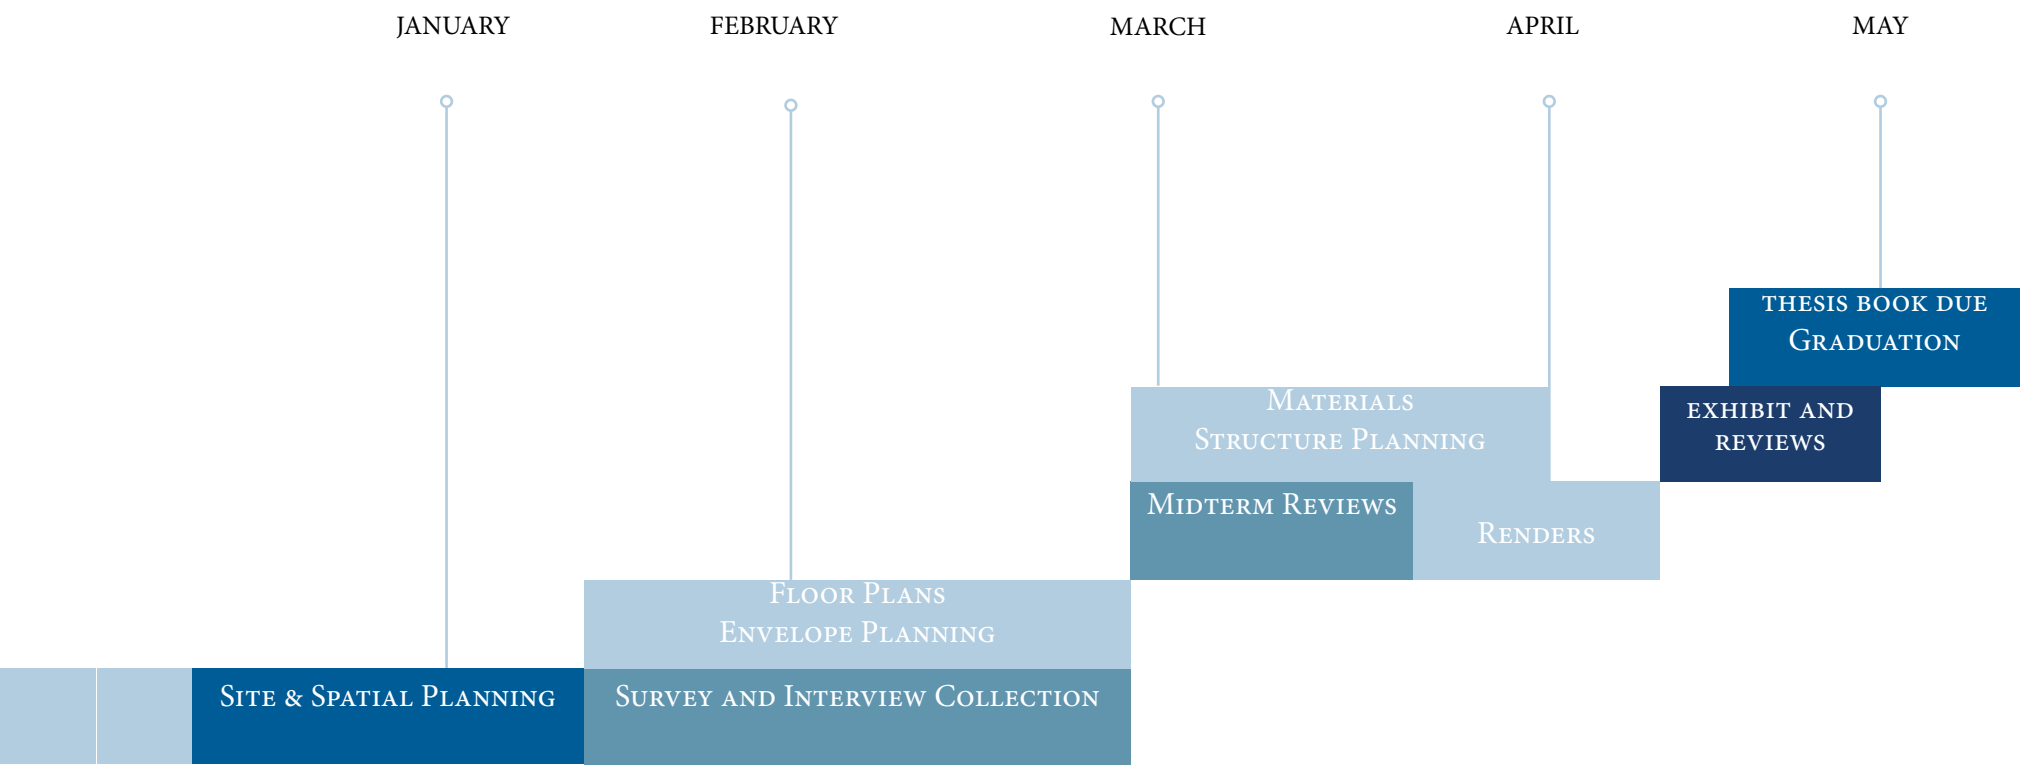 JANUARY
FEBRUARY
MARCH
APRIL
MAY
THESIS BOOK DUE
GRADUATION
MATERIALS
STRUCTURE PLANNING
EXHIBIT AND
REVIEWS
MIDTERM REVIEWS
RENDERS
FLOOR PLANS
ENVELOPE PLANNING
SITE & SPATIAL PLANNING
SURVEY AND INTERVIEW COLLECTION